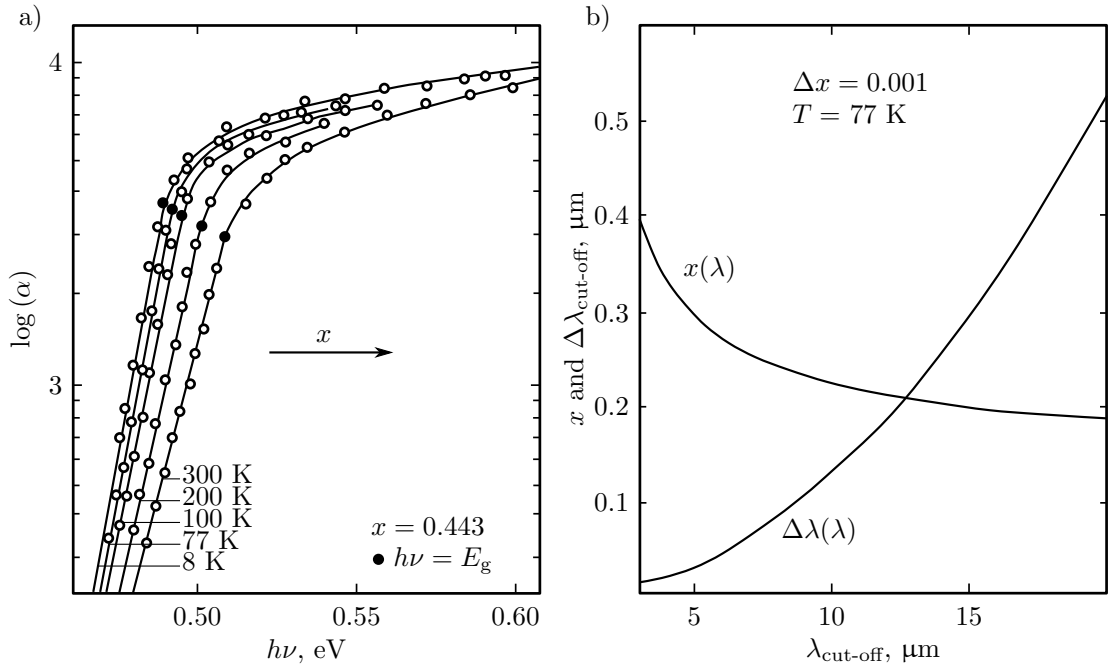 a)
log (α)
4
3
x
300 K
200 K
100 K
77 K
8 K
x = 0.443
● hν = E_g
0.50 0.55 0.60
hν, eV
b)
x and Δλ_cut-off, μm
0.5
0.4
0.3
0.2
0.1
Δx = 0.001
T = 77 K
x(λ)
Δλ(λ)
5 10 15
λ_cut-off, μm